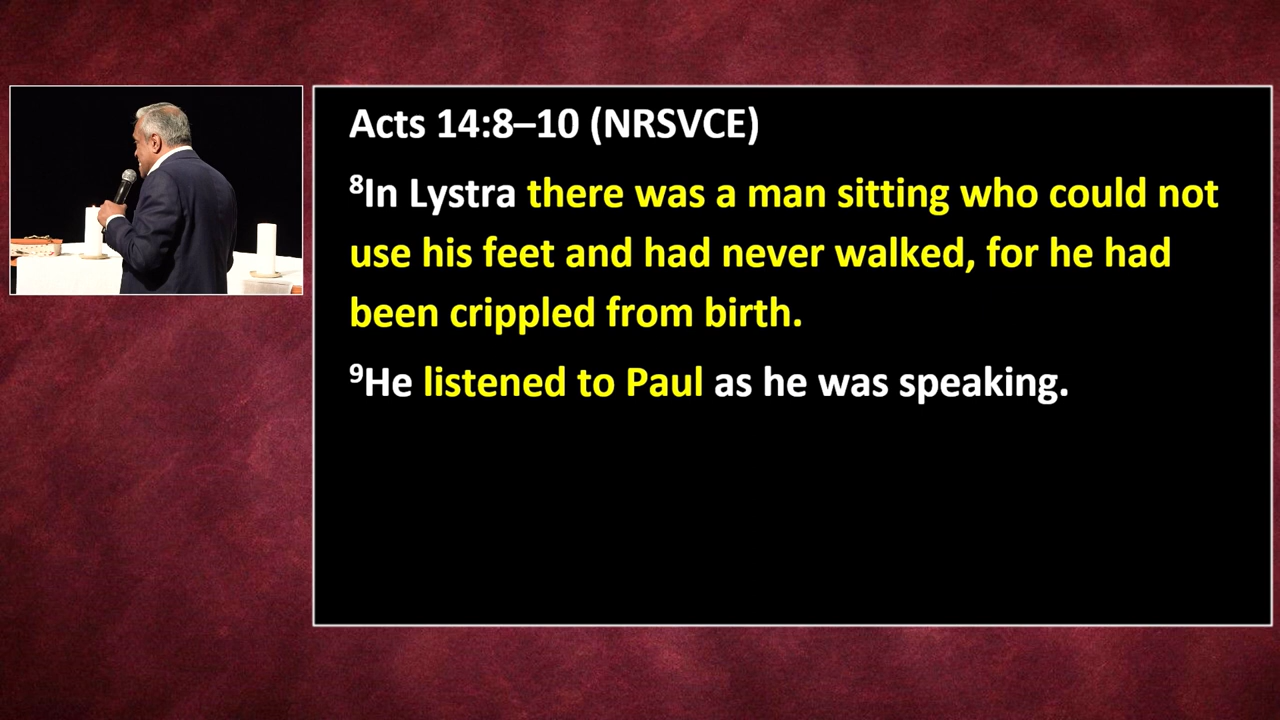 Acts 14:8–10 (NRSVCE)
⁸In Lystra there was a man sitting who could not
use his feet and had never walked, for he had
been crippled from birth.
⁹He listened to Paul as he was speaking.